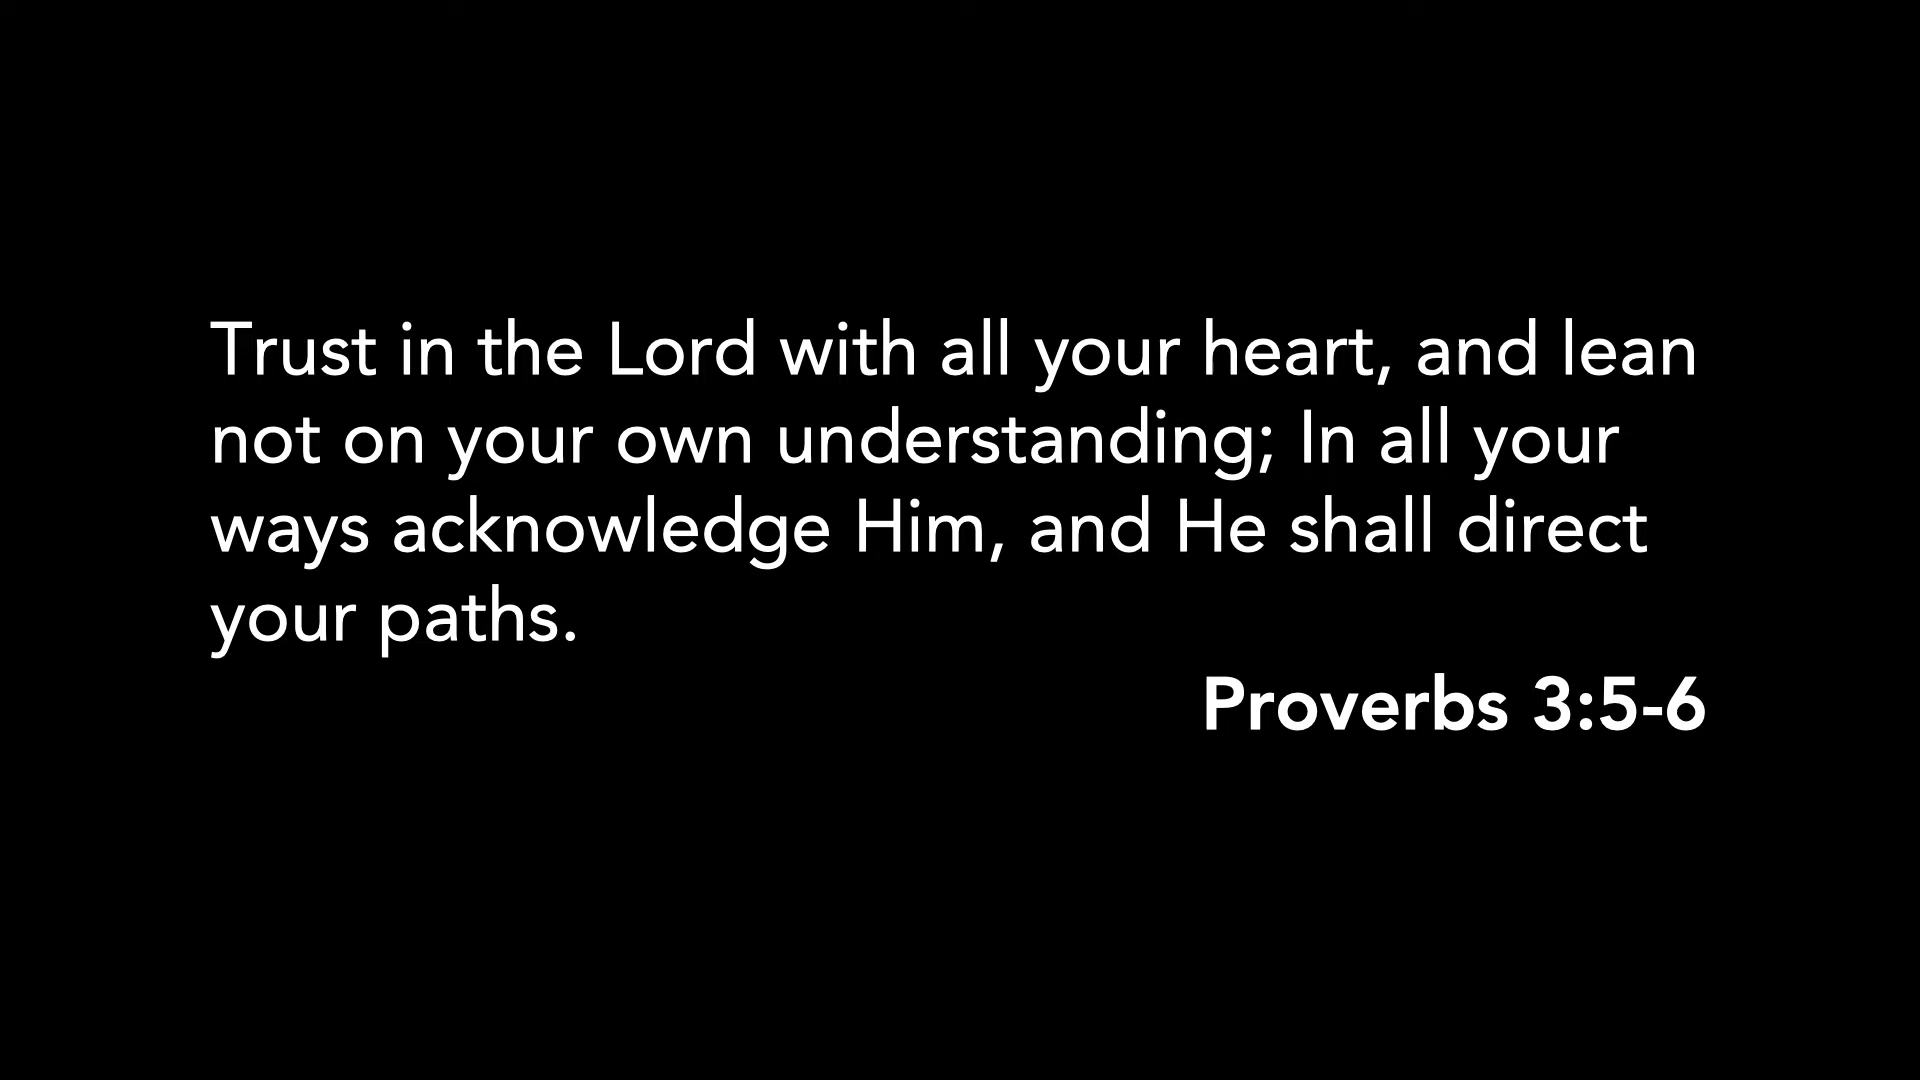 Trust in the Lord with all your heart, and lean
not on your own understanding; In all your
ways acknowledge Him, and He shall direct
your paths.
Proverbs 3:5-6